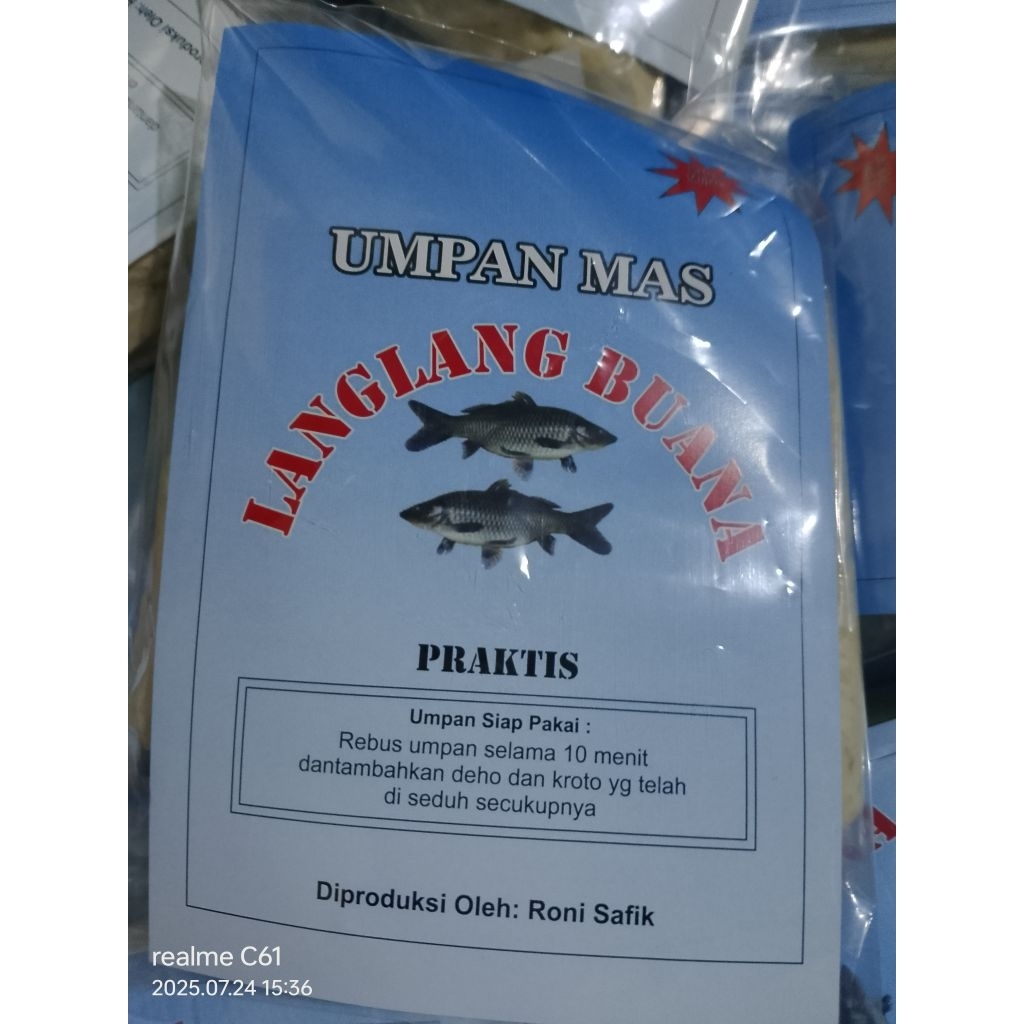 UMPAN MAS
LANGLANG BUANA
PRAKTIS
Umpan Siap Pakai :
Rebus umpan selama 10 menit
dantambahkan deho dan kroto yg telah
di seduh secukupnya
Diproduksi Oleh: Roni Safik
realme C61
2025.07.24 15:36